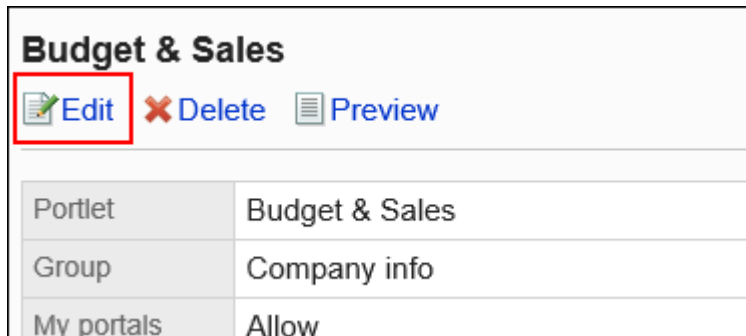 Budget & Sales
Edit Delete Preview
Portlet Budget & Sales
Group Company info
My portals Allow